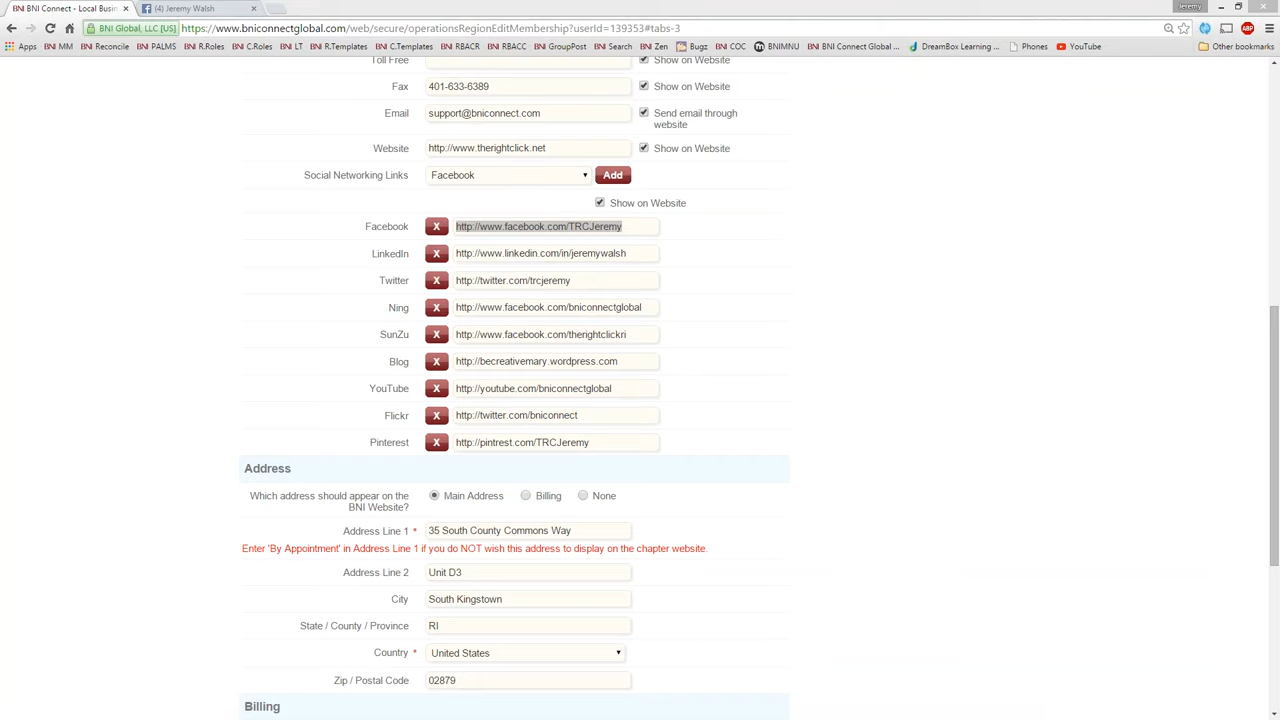 BNI Connect - Local Busin
(4) Jeremy Walsh
Jeremy
BNI Global, LLC [US] https://www.bniconnectglobal.com/web/secure/operationsRegionEditMembership?userId=139353#tabs-3
Apps BNI MM BNI Reconcile BNI PALMS BNI R.Roles BNI C.Roles BNI LT BNI R.Templates BNI C.Templates BNI RBACR BNI RBACC BNI GroupPost BNI Search BNI Zen BNI Bugz BNI COC BNIMNU BNI BNI Connect Global ... DreamBox Learning ... Phones YouTube Other bookmarks
Toll Free Show on Website
Fax 401-633-6389 Show on Website
Email support@bniconnect.com Send email through
website
Website http://www.therightclick.net Show on Website
Social Networking Links Facebook Add
Show on Website
Facebook X http://www.facebook.com/TRCJeremy
LinkedIn X http://www.linkedin.com/in/jeremywalsh
Twitter X http://twitter.com/trcjeremy
Ning X http://www.facebook.com/bniconnectglobal
SunZu X http://www.facebook.com/therightclickri
Blog X http://becreativemary.wordpress.com
YouTube X http://youtube.com/bniconnectglobal
Flickr X http://twitter.com/bniconnect
Pinterest X http://pintrest.com/TRCJeremy
Address
Which address should appear on the Main Address Billing None
BNI Website?
Address Line 1 * 35 South County Commons Way
Enter 'By Appointment' in Address Line 1 if you do NOT wish this address to display on the chapter website.
Address Line 2 Unit D3
City South Kingstown
State / County / Province RI
Country * United States
Zip / Postal Code 02879
Billing